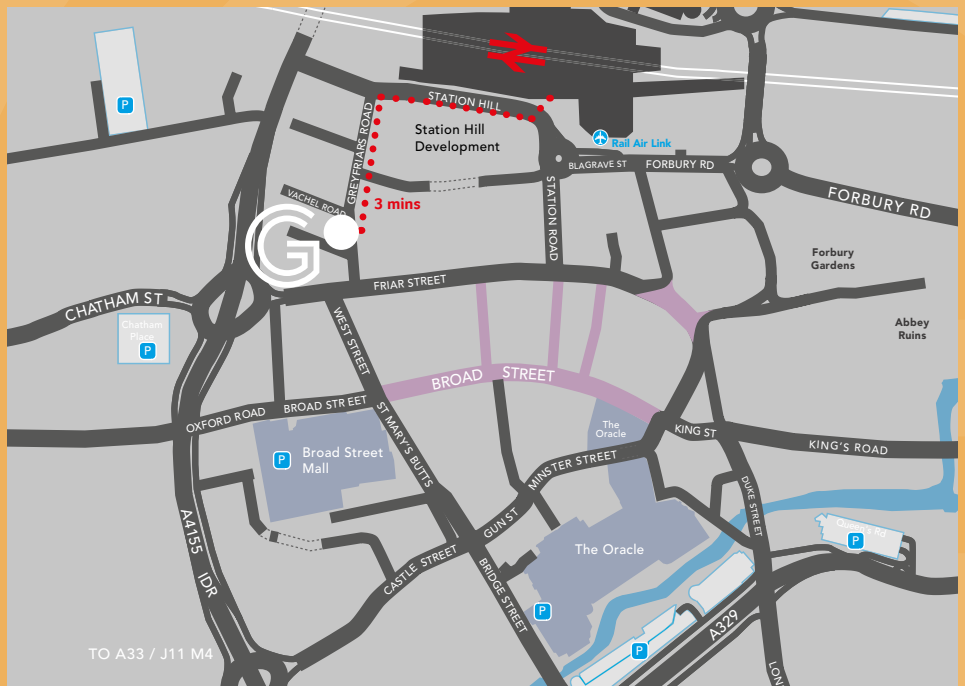 P
STATION HILL
Station Hill
Development
GREYFRIARS ROAD
Rail Air Link
BLAGRAVE ST
FORBURY RD
FORBURY RD
VACHEL ROAD
3 mins
STATION ROAD
G
Forbury
Gardens
FRIAR STREET
CHATHAM ST
Chatham
Place
P
Abbey
Ruins
WEST STREET
BROAD STREET
OXFORD ROAD
BROAD STREET
ST MARY'S BUTTS
The
Oracle
KING ST
KING'S ROAD
P
Broad Street
Mall
MINSTER STREET
DUKE STREET
A4155
IDR
GUN ST
Queen's Rd
P
The Oracle
CASTLE STREET
BRIDGE STREET
P
A329
P
TO A33 / J11 M4
LON